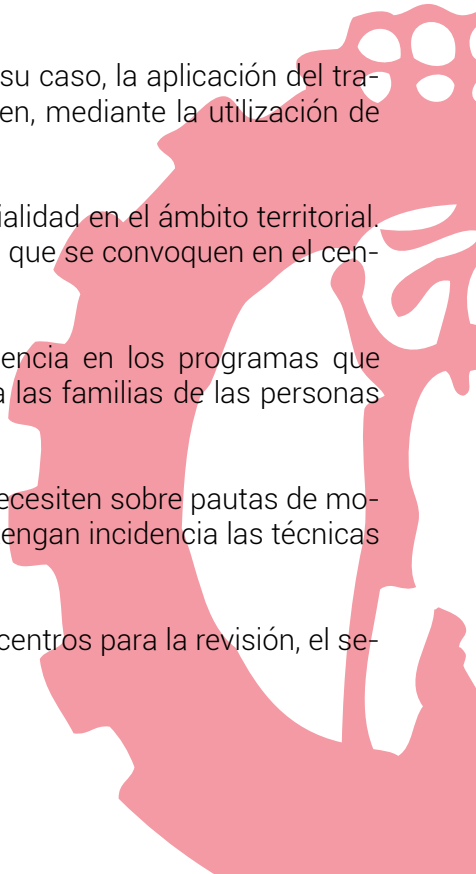 su caso, la aplicación del tra-
en, mediante la utilización de
ialidad en el ámbito territorial.
que se convoquen en el cen-
encia en los programas que
a las familias de las personas
ecesiten sobre pautas de mo-
engan incidencia las técnicas
centros para la revisión, el se-